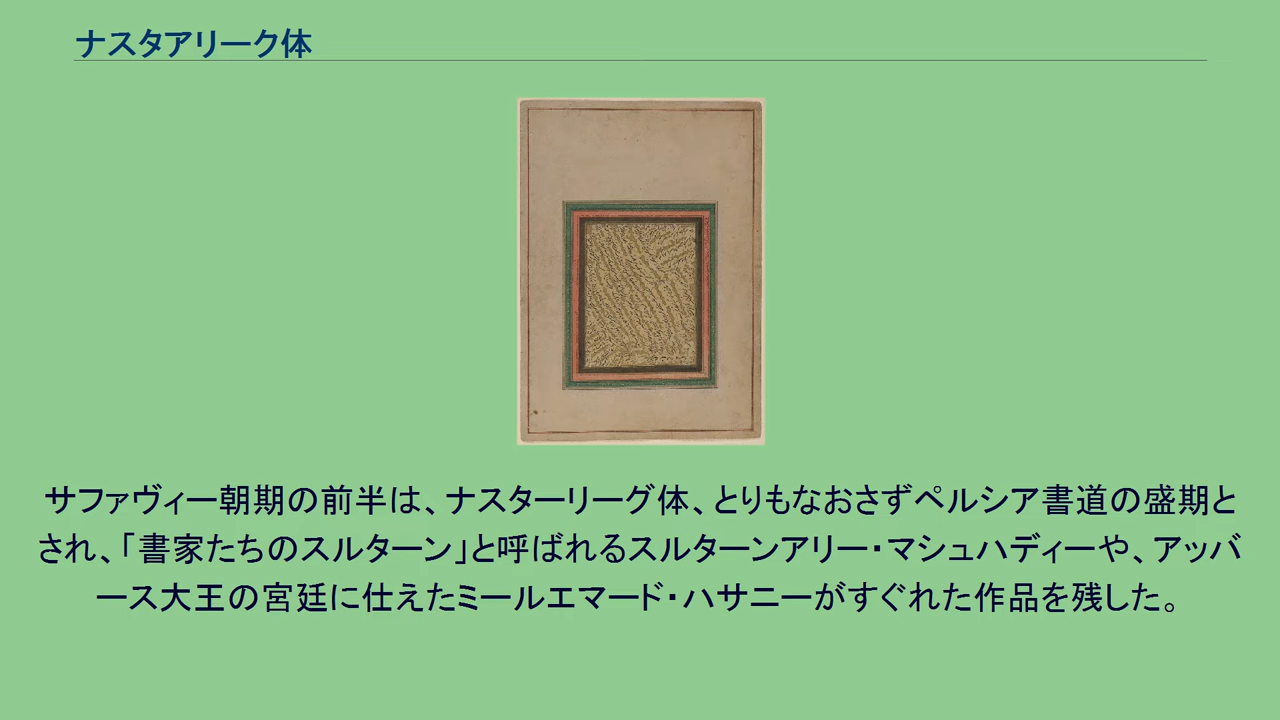 ナスタアリーク体
サファヴィー朝期の前半は、ナスターリーグ体、とりもなおさずペルシア書道の盛期と
され、「書家たちのスルターン」と呼ばれるスルターンアリー・マシュハディーや、アッバ
ース大王の宮廷に仕えたミールエマード・ハサニーがすぐれた作品を残した。